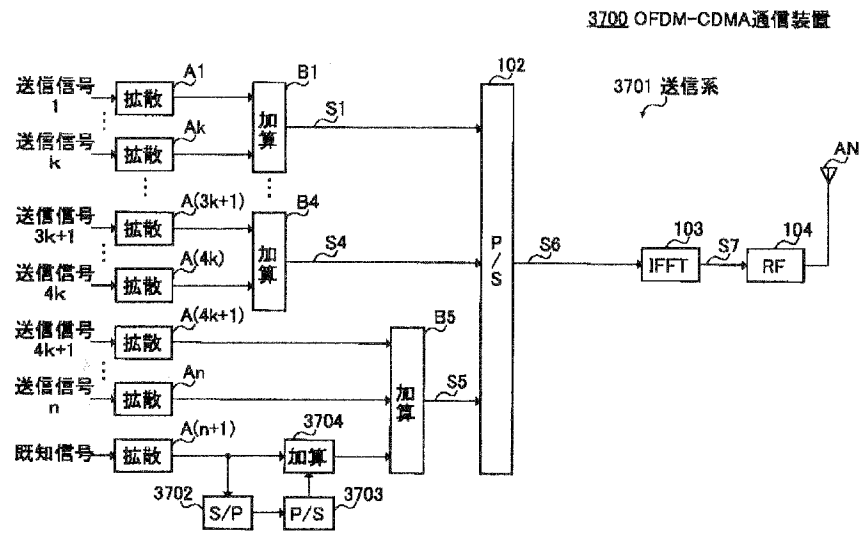 3700 OFDM-CDMA通信装置
3701 送信系
送信信号
1
拡散
A1
B1
加算
S1
102
送信信号
k
拡散
Ak
送信信号
3k+1
拡散
A(3k+1)
B4
加算
S4
送信信号
4k
拡散
A(4k)
P/S
S6
103
IFFT
S7
104
RF
AN
送信信号
4k+1
拡散
A(4k+1)
B5
加算
S5
送信信号
n
拡散
An
既知信号
拡散
A(n+1)
3704
加算
3702
S/P
P/S
3703